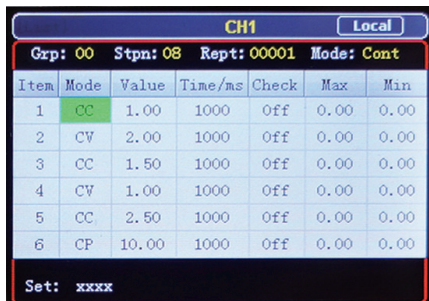 CH1 Local
Grp: 00 Stpn: 08 Rept: 00001 Mode: Cont
Item Mode Value Time/ms Check Max Min
1 CC 1.00 1000 Off 0.00 0.00
2 CV 2.00 1000 Off 0.00 0.00
3 CC 1.50 1000 Off 0.00 0.00
4 CV 1.00 1000 Off 0.00 0.00
5 CC 2.50 1000 Off 0.00 0.00
6 CP 10.00 1000 Off 0.00 0.00
Set: xxxx